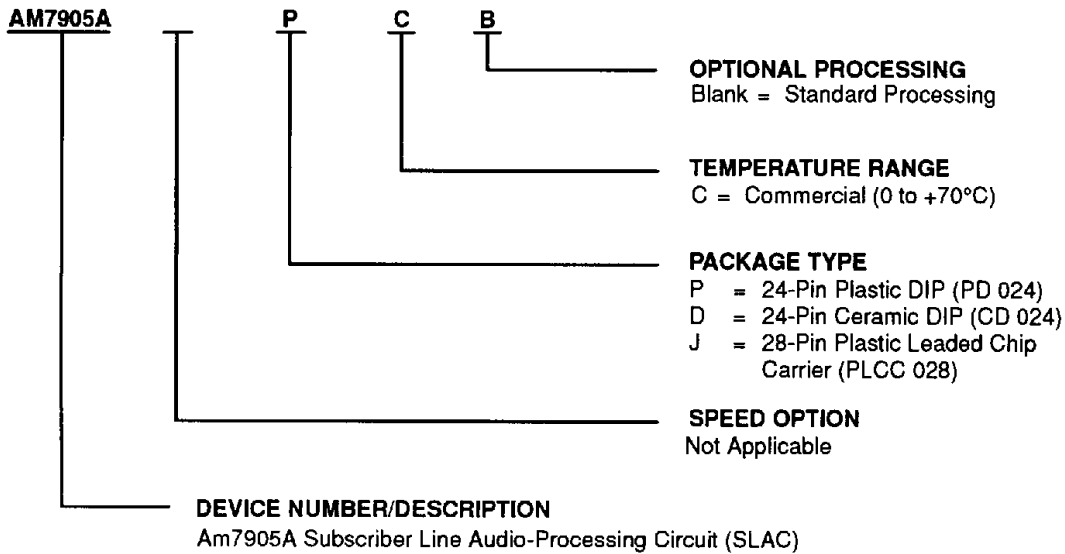 AM7905A P C B
OPTIONAL PROCESSING
Blank = Standard Processing
TEMPERATURE RANGE
C = Commercial (0 to +70°C)
PACKAGE TYPE
P = 24-Pin Plastic DIP (PD 024)
D = 24-Pin Ceramic DIP (CD 024)
J = 28-Pin Plastic Leaded Chip
Carrier (PLCC 028)
SPEED OPTION
Not Applicable
DEVICE NUMBER/DESCRIPTION
Am7905A Subscriber Line Audio-Processing Circuit (SLAC)